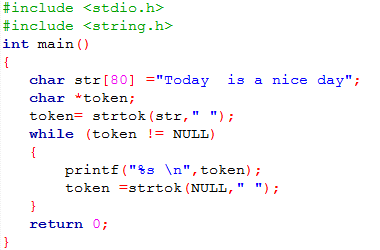 #include <stdio.h>
#include <string.h>
int main()
{
   char str[80] ="Today  is a nice day";
   char *token;
   token= strtok(str," ");
   while (token != NULL)
   {
       printf("%s \n",token);
       token =strtok(NULL," ");
   }
   return 0;
}